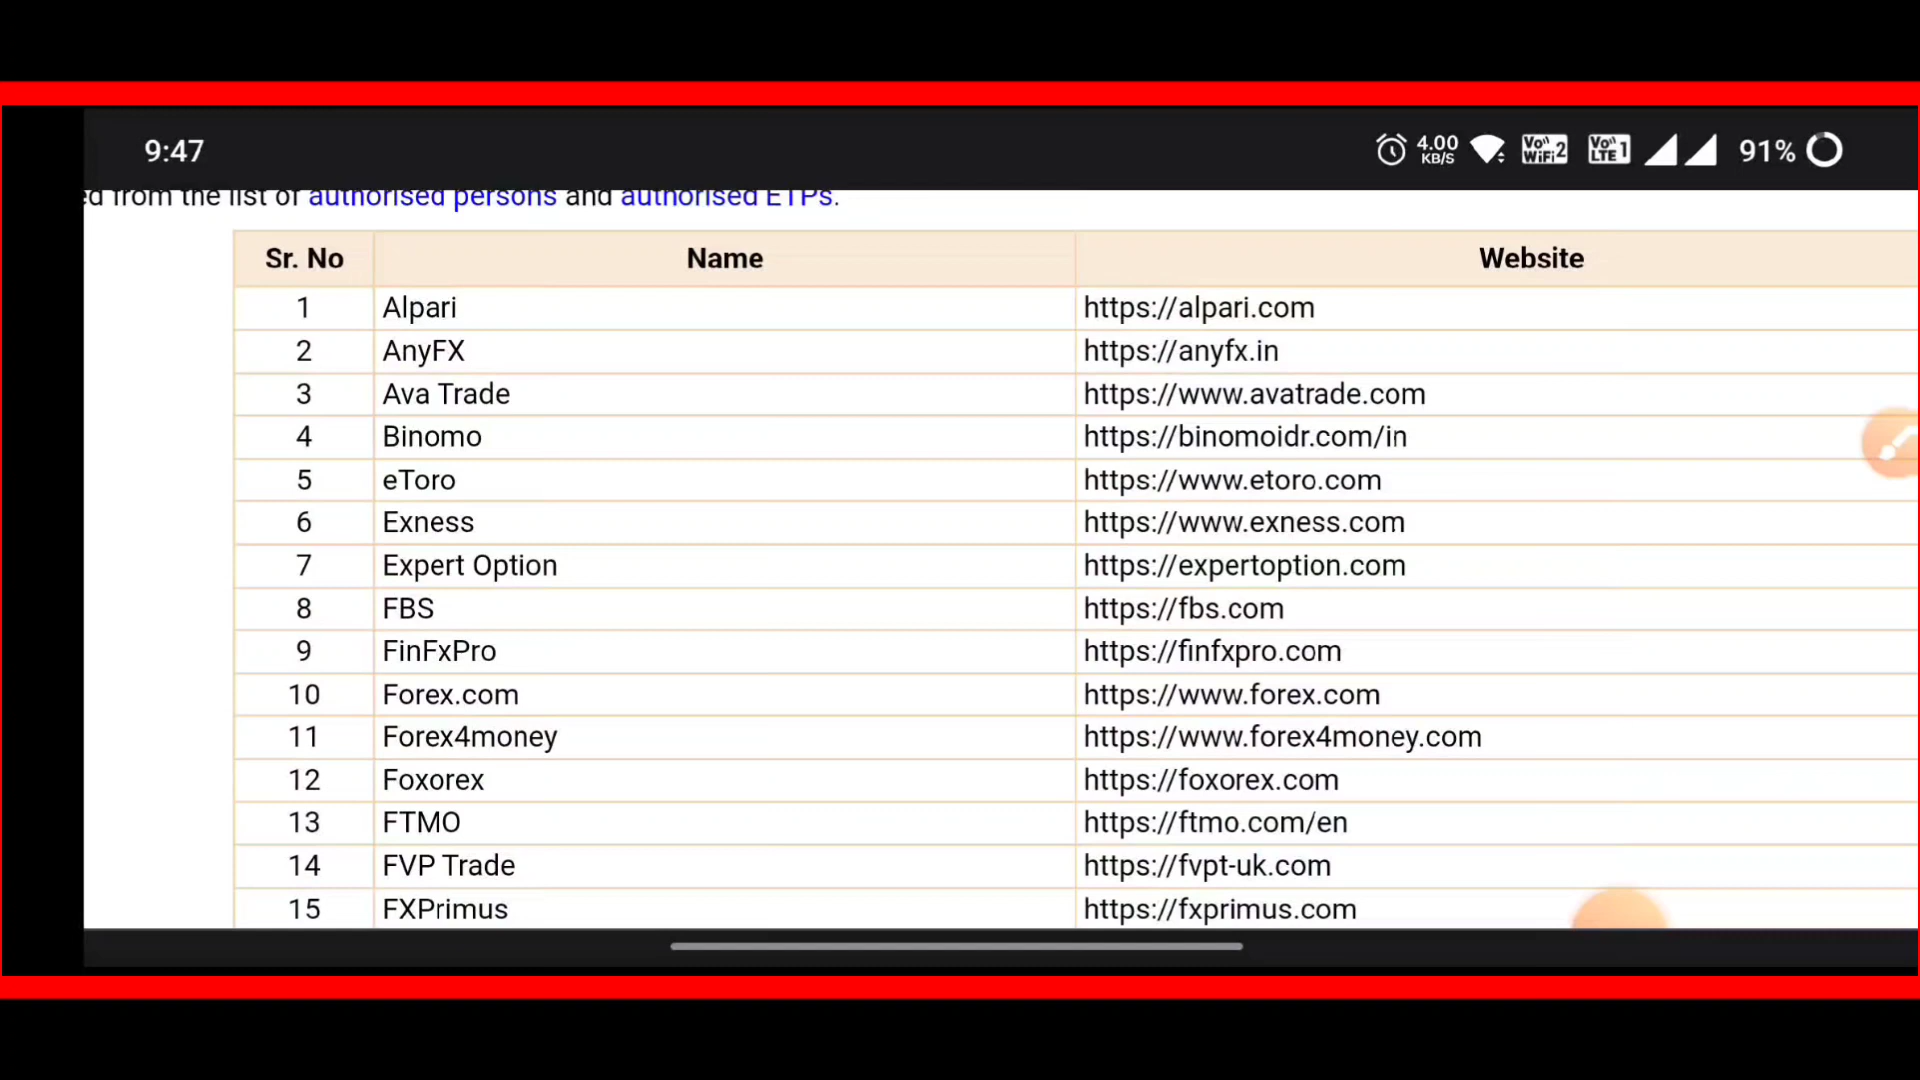 9:47 4.00 KB/S Vo WiFi2 Vo LTE1 91%
ed from the list of authorised persons and authorised ETPs.
Sr. No Name Website
1 Alpari https://alpari.com
2 AnyFX https://anyfx.in
3 Ava Trade https://www.avatrade.com
4 Binomo https://binomoidr.com/in
5 eToro https://www.etoro.com
6 Exness https://www.exness.com
7 Expert Option https://expertoption.com
8 FBS https://fbs.com
9 FinFxPro https://finfxpro.com
10 Forex.com https://www.forex.com
11 Forex4money https://www.forex4money.com
12 Foxorex https://foxorex.com
13 FTMO https://ftmo.com/en
14 FVP Trade https://fvpt-uk.com
15 FXPrimus https://fxprimus.com